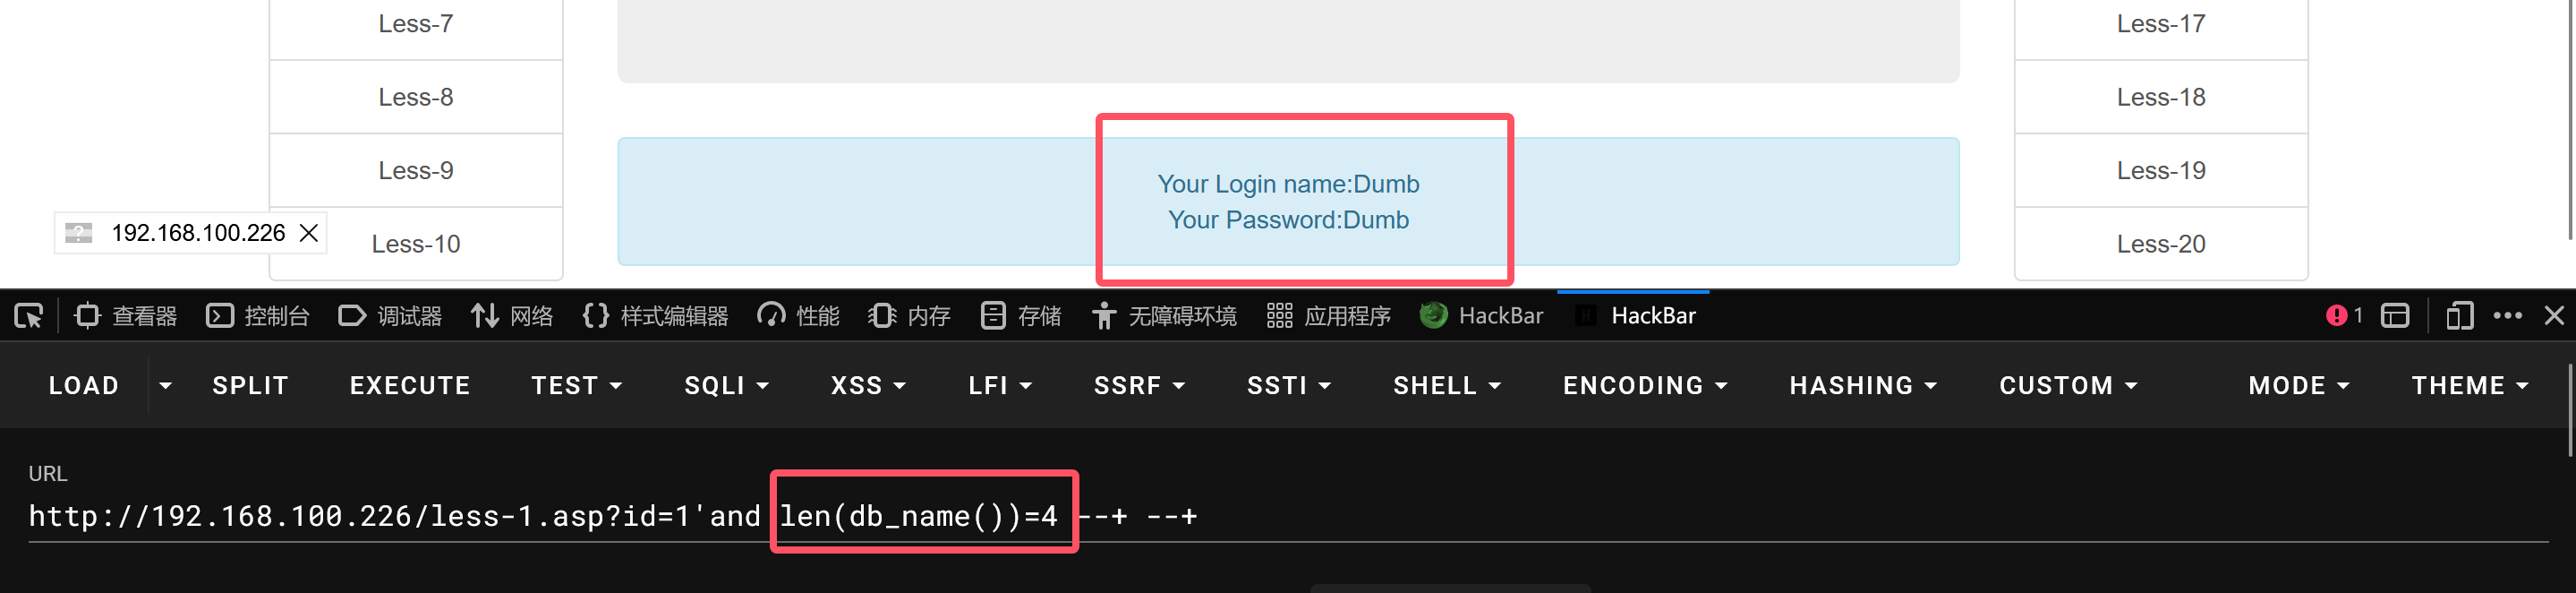 Less-7
Less-8
Less-9
Less-10
Less-17
Less-18
Less-19
Less-20
Your Login name:Dumb
Your Password:Dumb
192.168.100.226
查看器 控制台 调试器 网络 样式编辑器 性能 内存 存储 无障碍环境 应用程序 HackBar HackBar 1
LOAD SPLIT EXECUTE TEST SQLI XSS LFI SSRF SSTI SHELL ENCODING HASHING CUSTOM MODE THEME
URL
http://192.168.100.226/less-1.asp?id=1'and len(db_name())=4 --+ --+